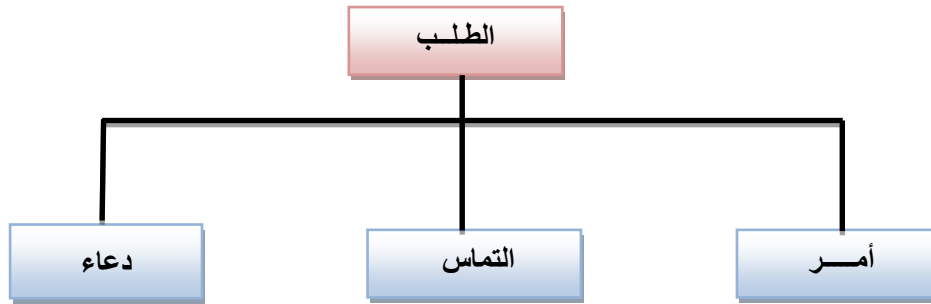 الطلب
أمر
التماس
دعاء